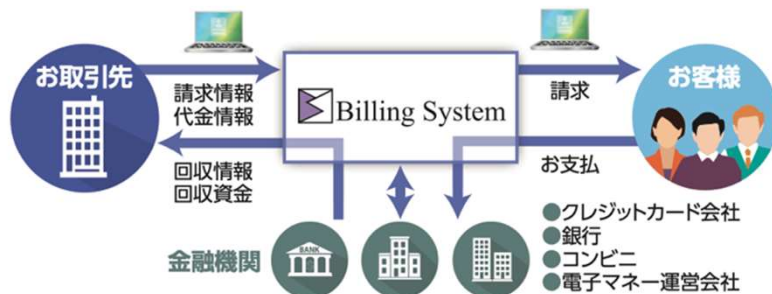 お取引先
請求情報
代金情報
回収情報
回収資金
Billing System
請求
お支払
お客様
金融機関
BANK
●クレジットカード会社
●銀行
●コンビニ
●電子マネー運営会社